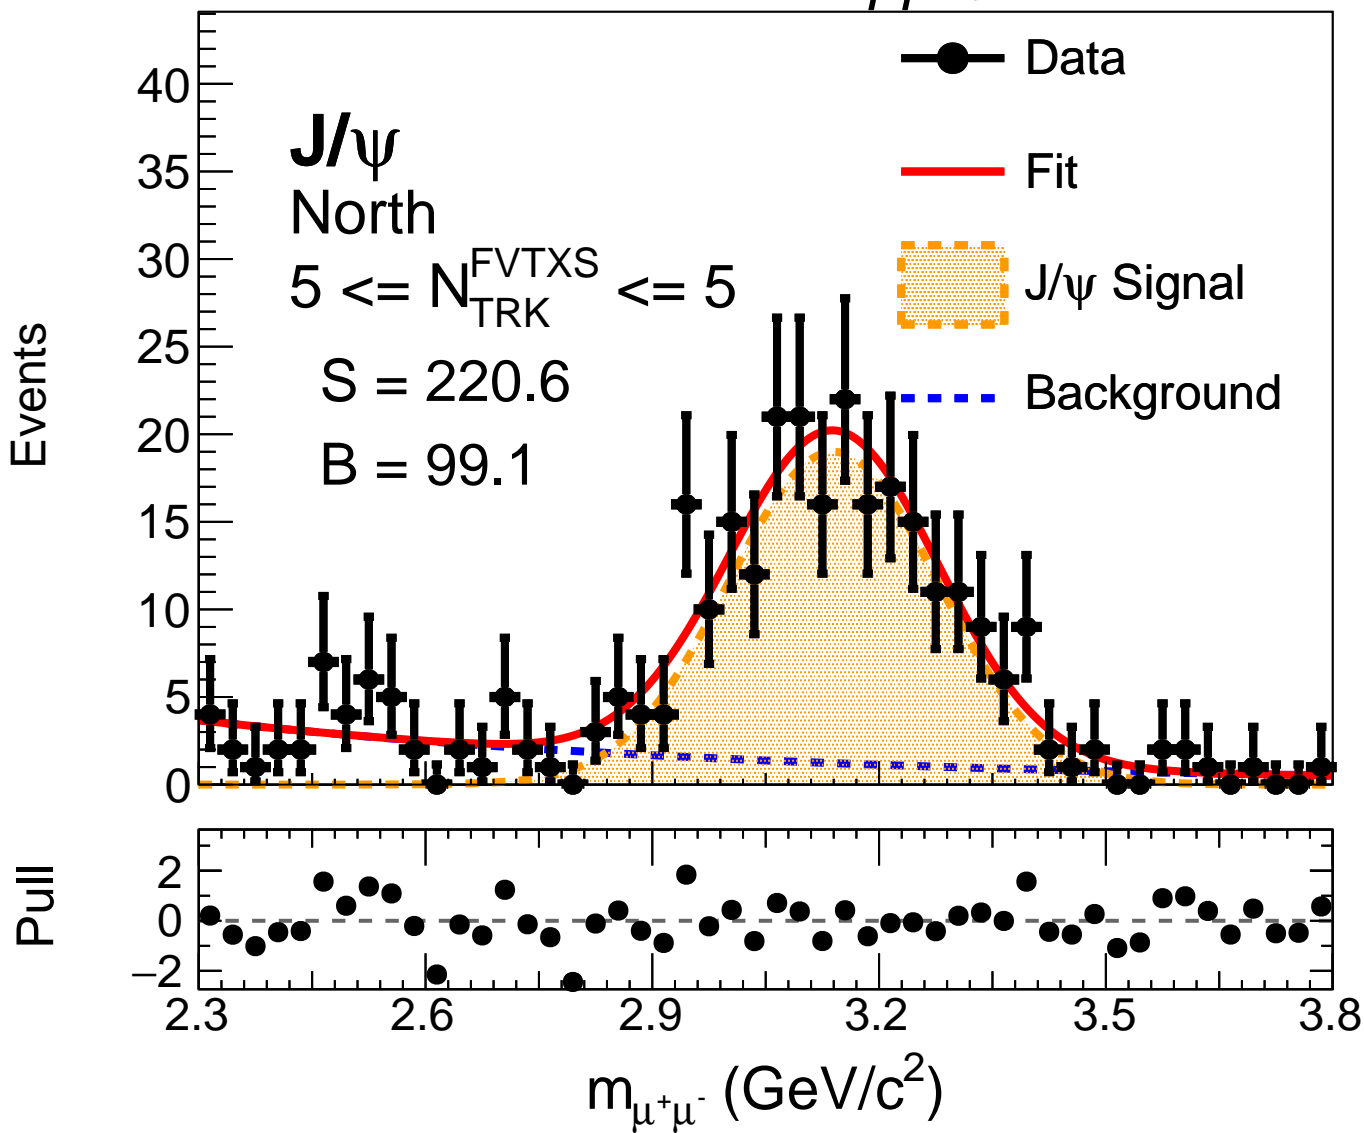 Data
Fit
J/ψ Signal
Background
J/ψ
North
5 <= N_TRK^FVTXS <= 5
S = 220.6
B = 99.1
Events
40
35
30
25
20
15
10
5
0
Pull
2
0
−2
2.3 2.6 2.9 3.2 3.5 3.8
m_μ⁺μ⁻ (GeV/c²)